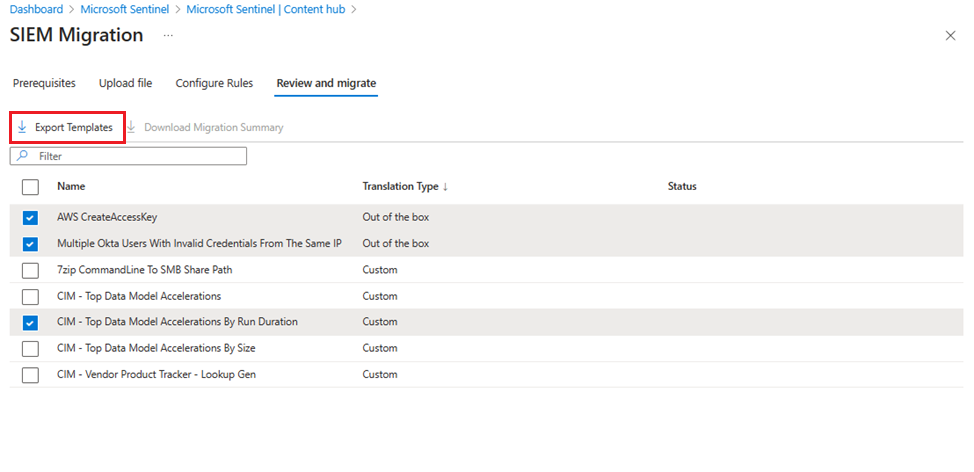 Dashboard > Microsoft Sentinel > Microsoft Sentinel | Content hub >
SIEM Migration ...
Prerequisites Upload file Configure Rules Review and migrate
Export Templates Download Migration Summary
Filter
Name Translation Type ↓ Status
AWS CreateAccessKey Out of the box
Multiple Okta Users With Invalid Credentials From The Same IP Out of the box
7zip CommandLine To SMB Share Path Custom
CIM - Top Data Model Accelerations Custom
CIM - Top Data Model Accelerations By Run Duration Custom
CIM - Top Data Model Accelerations By Size Custom
CIM - Vendor Product Tracker - Lookup Gen Custom